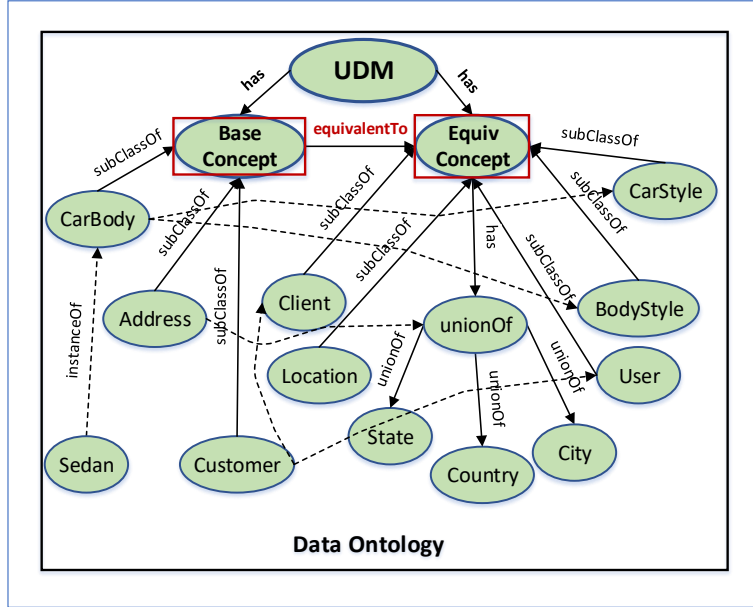 UDM
has
has
Base
Concept
equivalentTo
Equiv
Concept
subClassOf
subClassOf
CarBody
CarStyle
subClassOf
subClassOf
subClassOf
subClassOf
has
subClassOf
subClassOf
Address
Client
unionOf
BodyStyle
instanceOf
Location
unionOf
unionOf
unionOf
User
State
City
Sedan
Customer
Country
Data Ontology